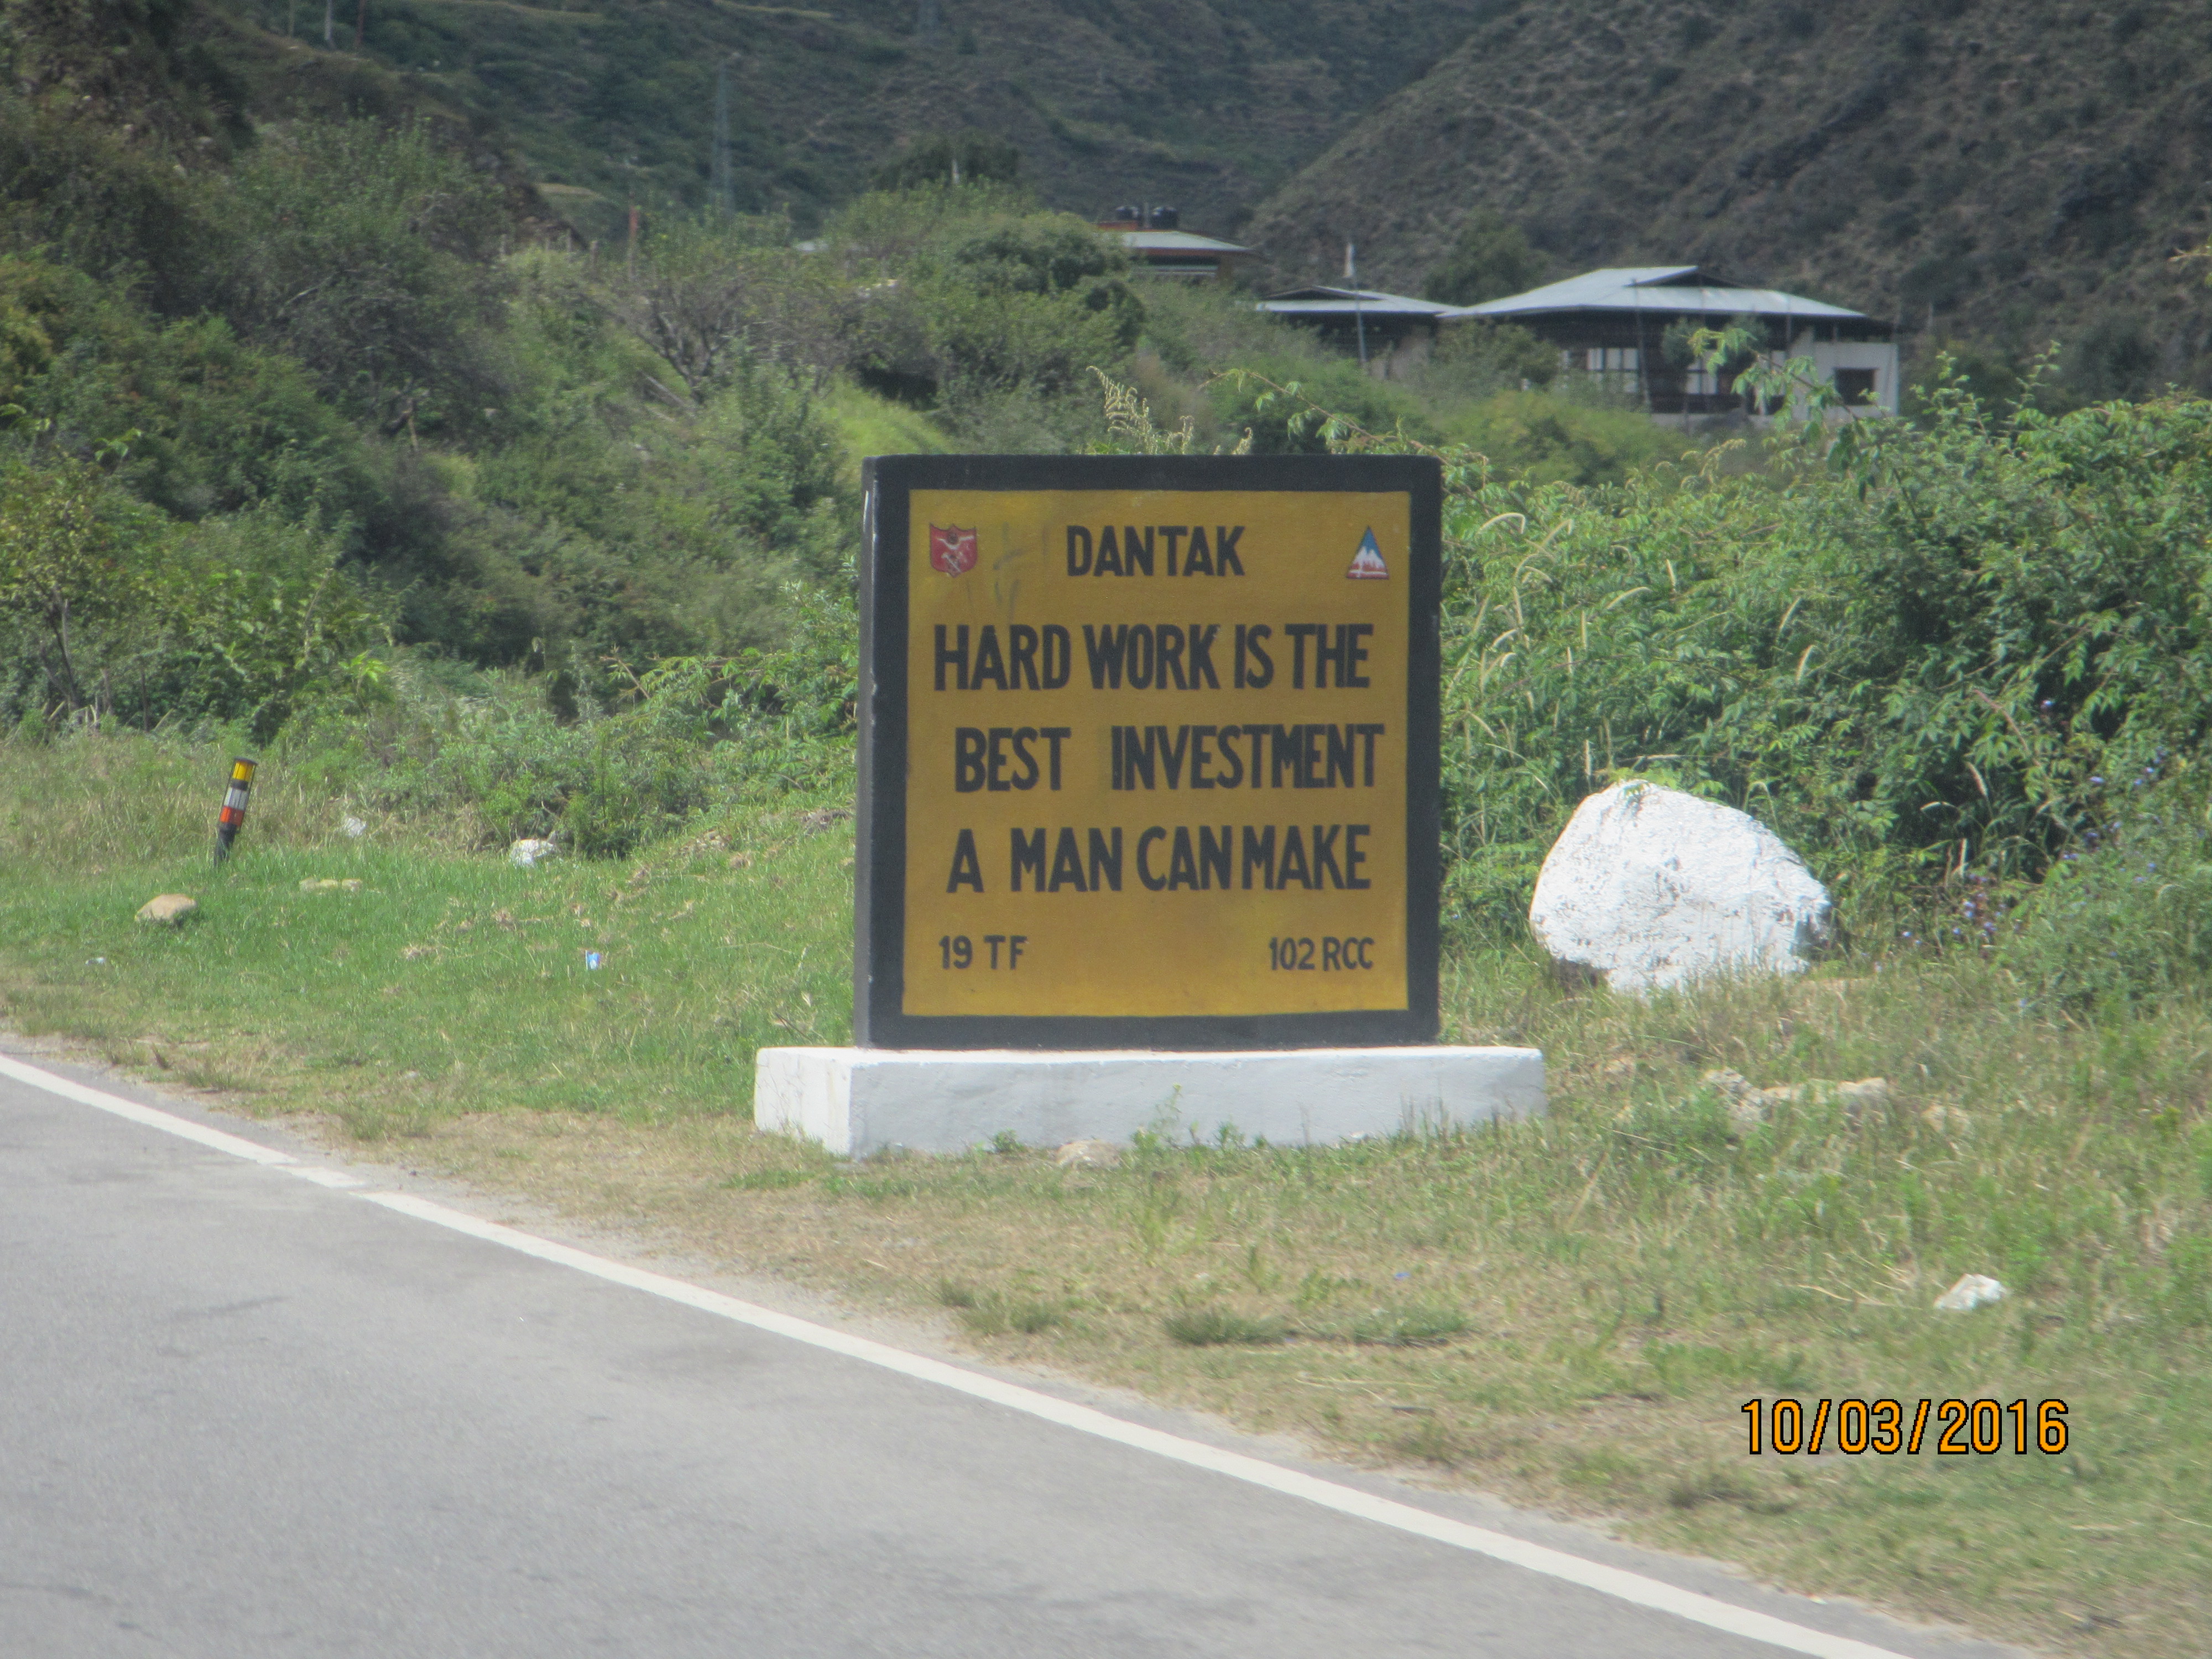 DANTAK
HARD WORK IS THE
BEST INVESTMENT
A MAN CAN MAKE
19 TF 102 RCC
10/03/2016